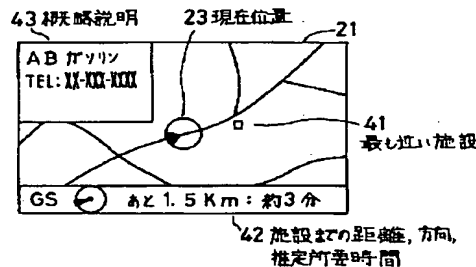 43 概略説明
23 現在位置
21
AB ガソリン
TEL:XX-XXX-XXXX
41
最も近い施設
GS あと 1.5 Km : 約3分
42 施設までの距離, 方向,
推定所要時間